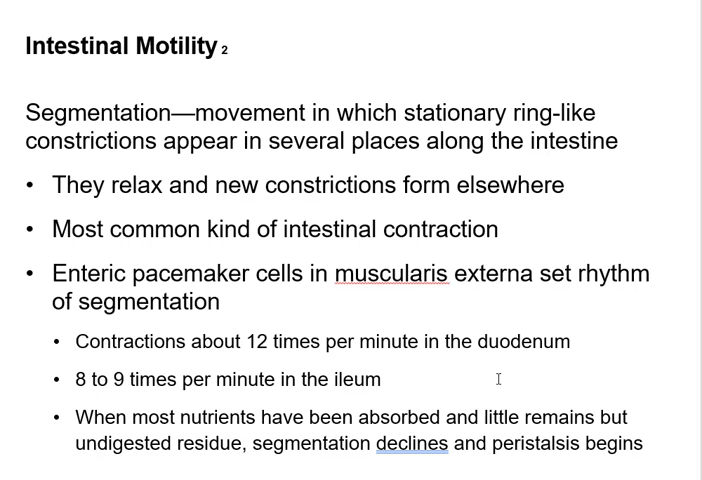 Intestinal Motility 2
Segmentation—movement in which stationary ring-like
constrictions appear in several places along the intestine
• They relax and new constrictions form elsewhere
• Most common kind of intestinal contraction
• Enteric pacemaker cells in muscularis externa set rhythm
of segmentation
• Contractions about 12 times per minute in the duodenum
• 8 to 9 times per minute in the ileum
• When most nutrients have been absorbed and little remains but
undigested residue, segmentation declines and peristalsis begins